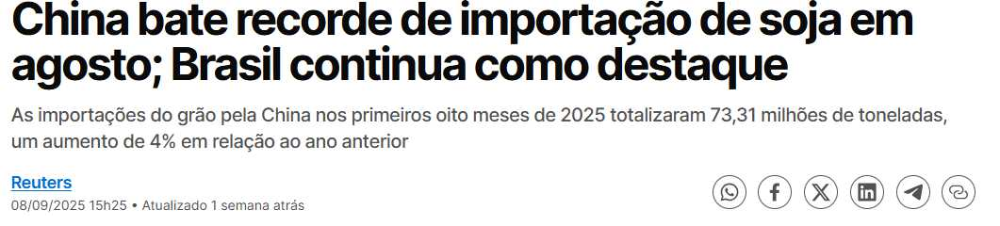 China bate recorde de importação de soja em
agosto; Brasil continua como destaque
As importações do grão pela China nos primeiros oito meses de 2025 totalizaram 73,31 milhões de toneladas,
um aumento de 4% em relação ao ano anterior
Reuters
08/09/2025 15h25 • Atualizado 1 semana atrás